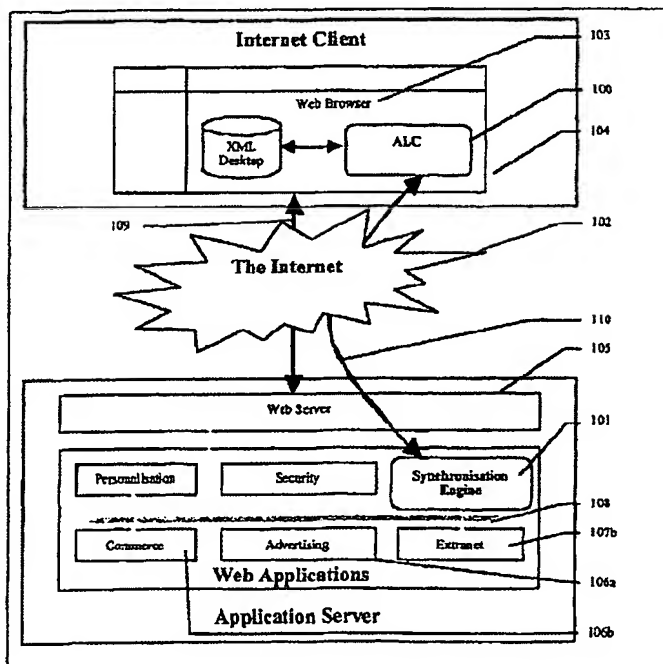 Internet Client
103
Web Browser
100
XML
Desktop
ALC
104
109
102
The Internet
110
105
Web Server
101
Personalisation
Security
Synchronisation
Engine
108
107b
Commerce
Advertising
Extranet
Web Applications
106a
Application Server
106b